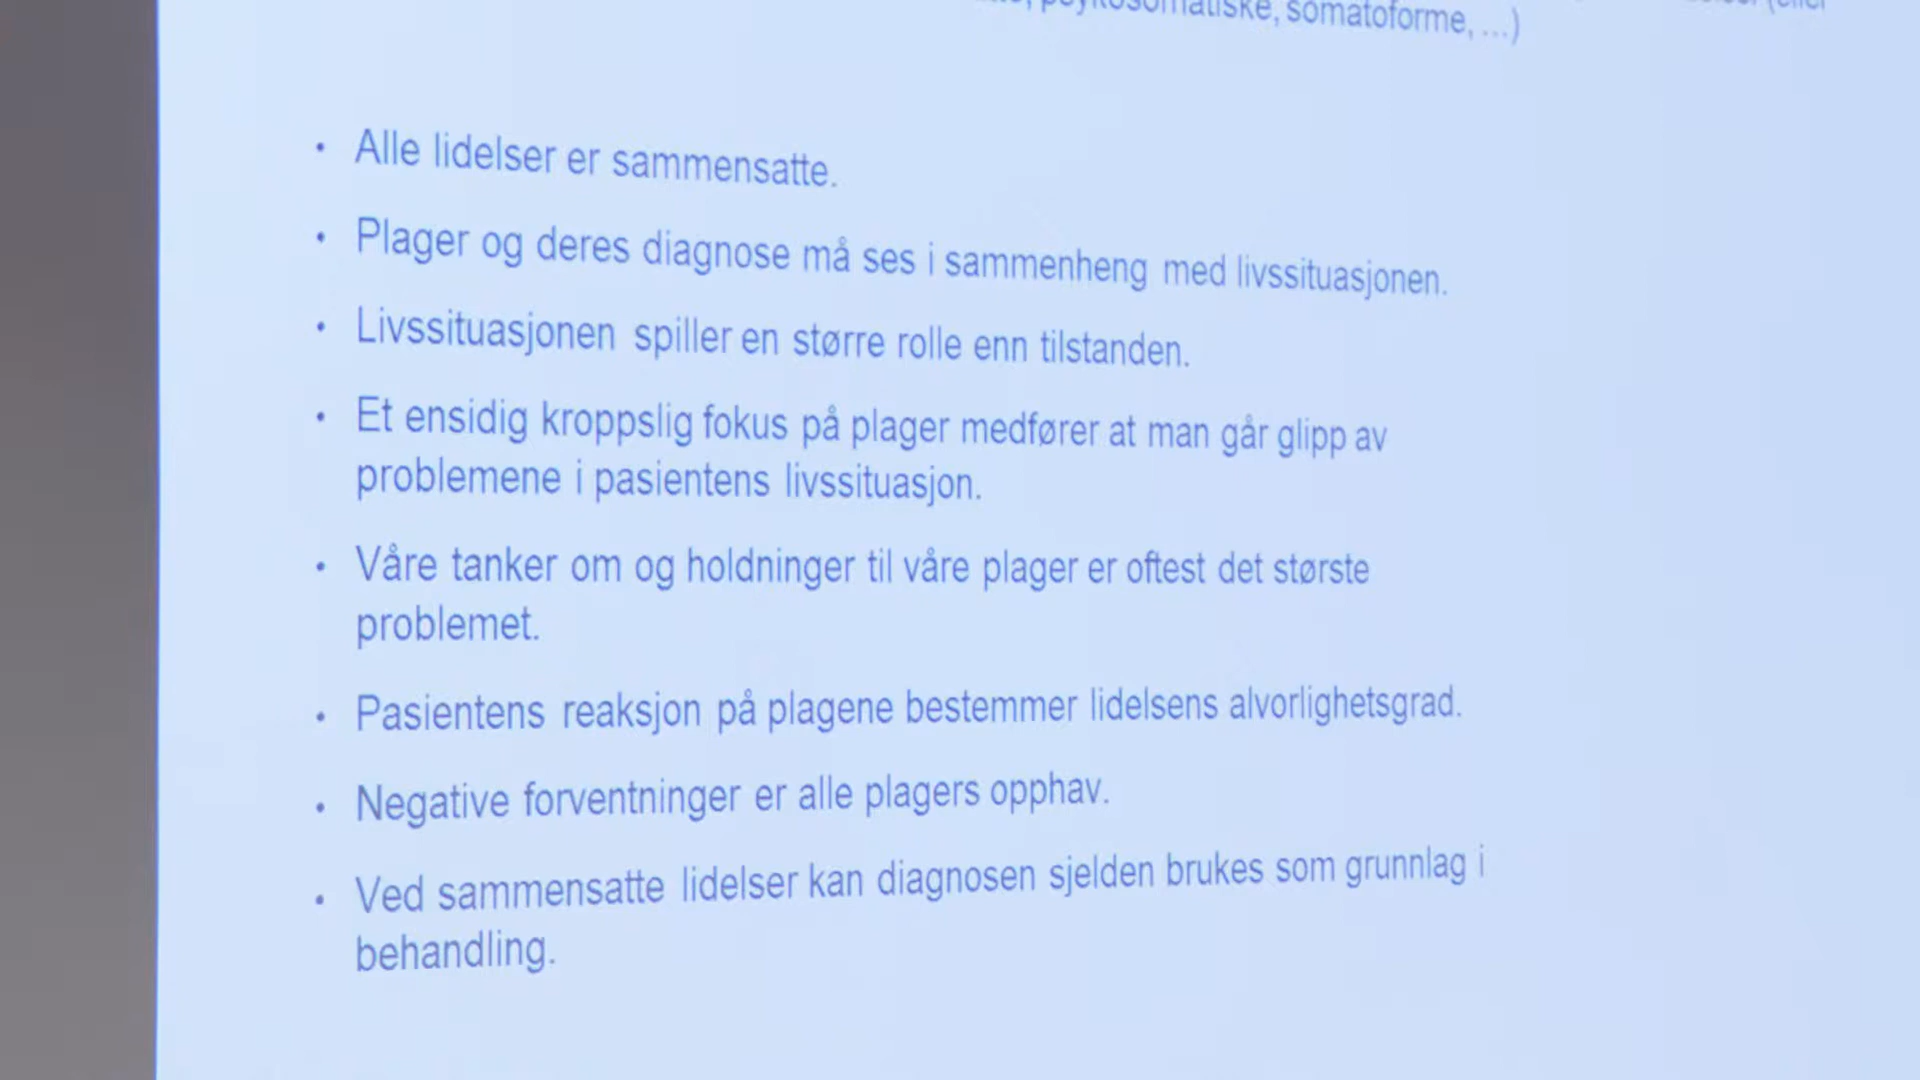 psykosomatiske, somatoforme, ...)
• Alle lidelser er sammensatte.
• Plager og deres diagnose må ses i sammenheng med livssituasjonen.
• Livssituasjonen spiller en større rolle enn tilstanden.
• Et ensidig kroppslig fokus på plager medfører at man går glipp av
problemene i pasientens livssituasjon.
• Våre tanker om og holdninger til våre plager er oftest det største
problemet.
• Pasientens reaksjon på plagene bestemmer lidelsens alvorlighetsgrad.
• Negative forventninger er alle plagers opphav.
• Ved sammensatte lidelser kan diagnosen sjelden brukes som grunnlag i
behandling.